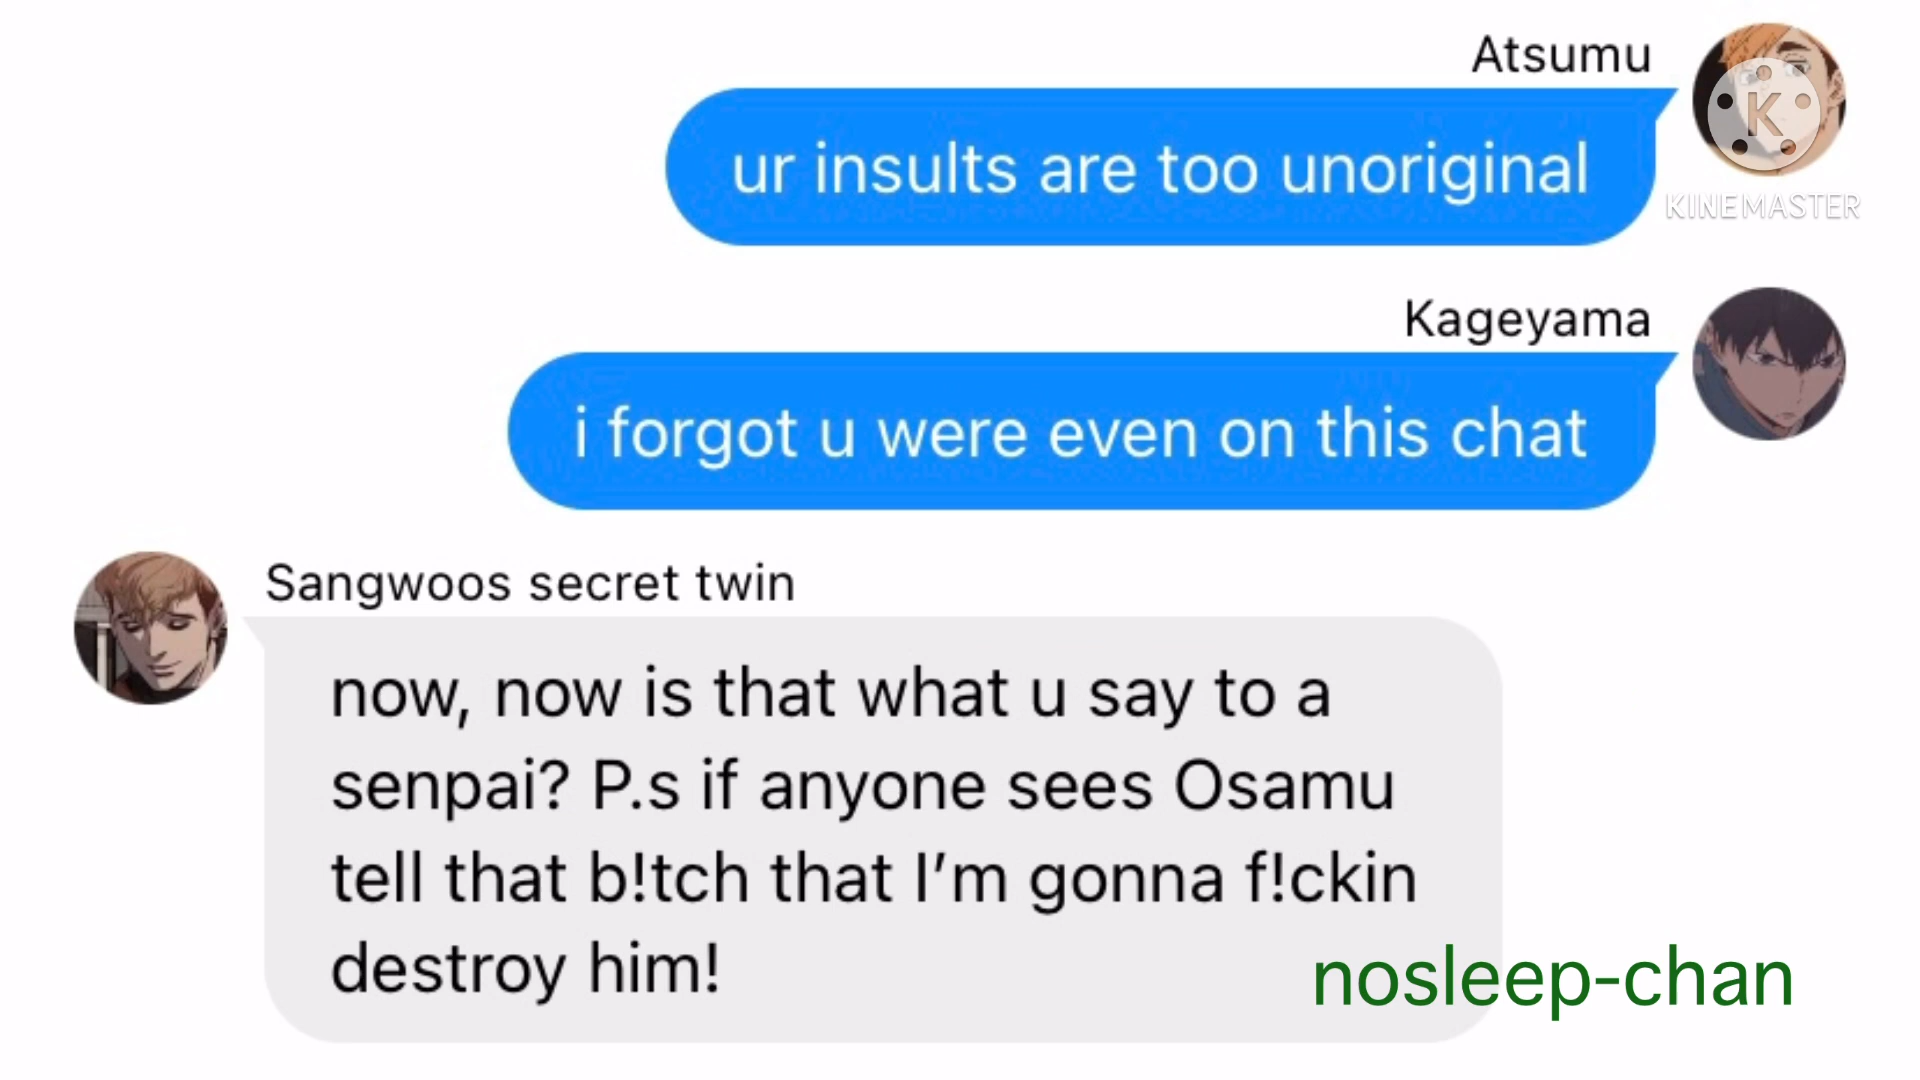 Atsumu
ur insults are too unoriginal
K
KINEMASTER
Kageyama
i forgot u were even on this chat
Sangwoos secret twin
now, now is that what u say to a
senpai? P.s if anyone sees Osamu
tell that b!tch that I'm gonna f!ckin
destroy him!
nosleep-chan